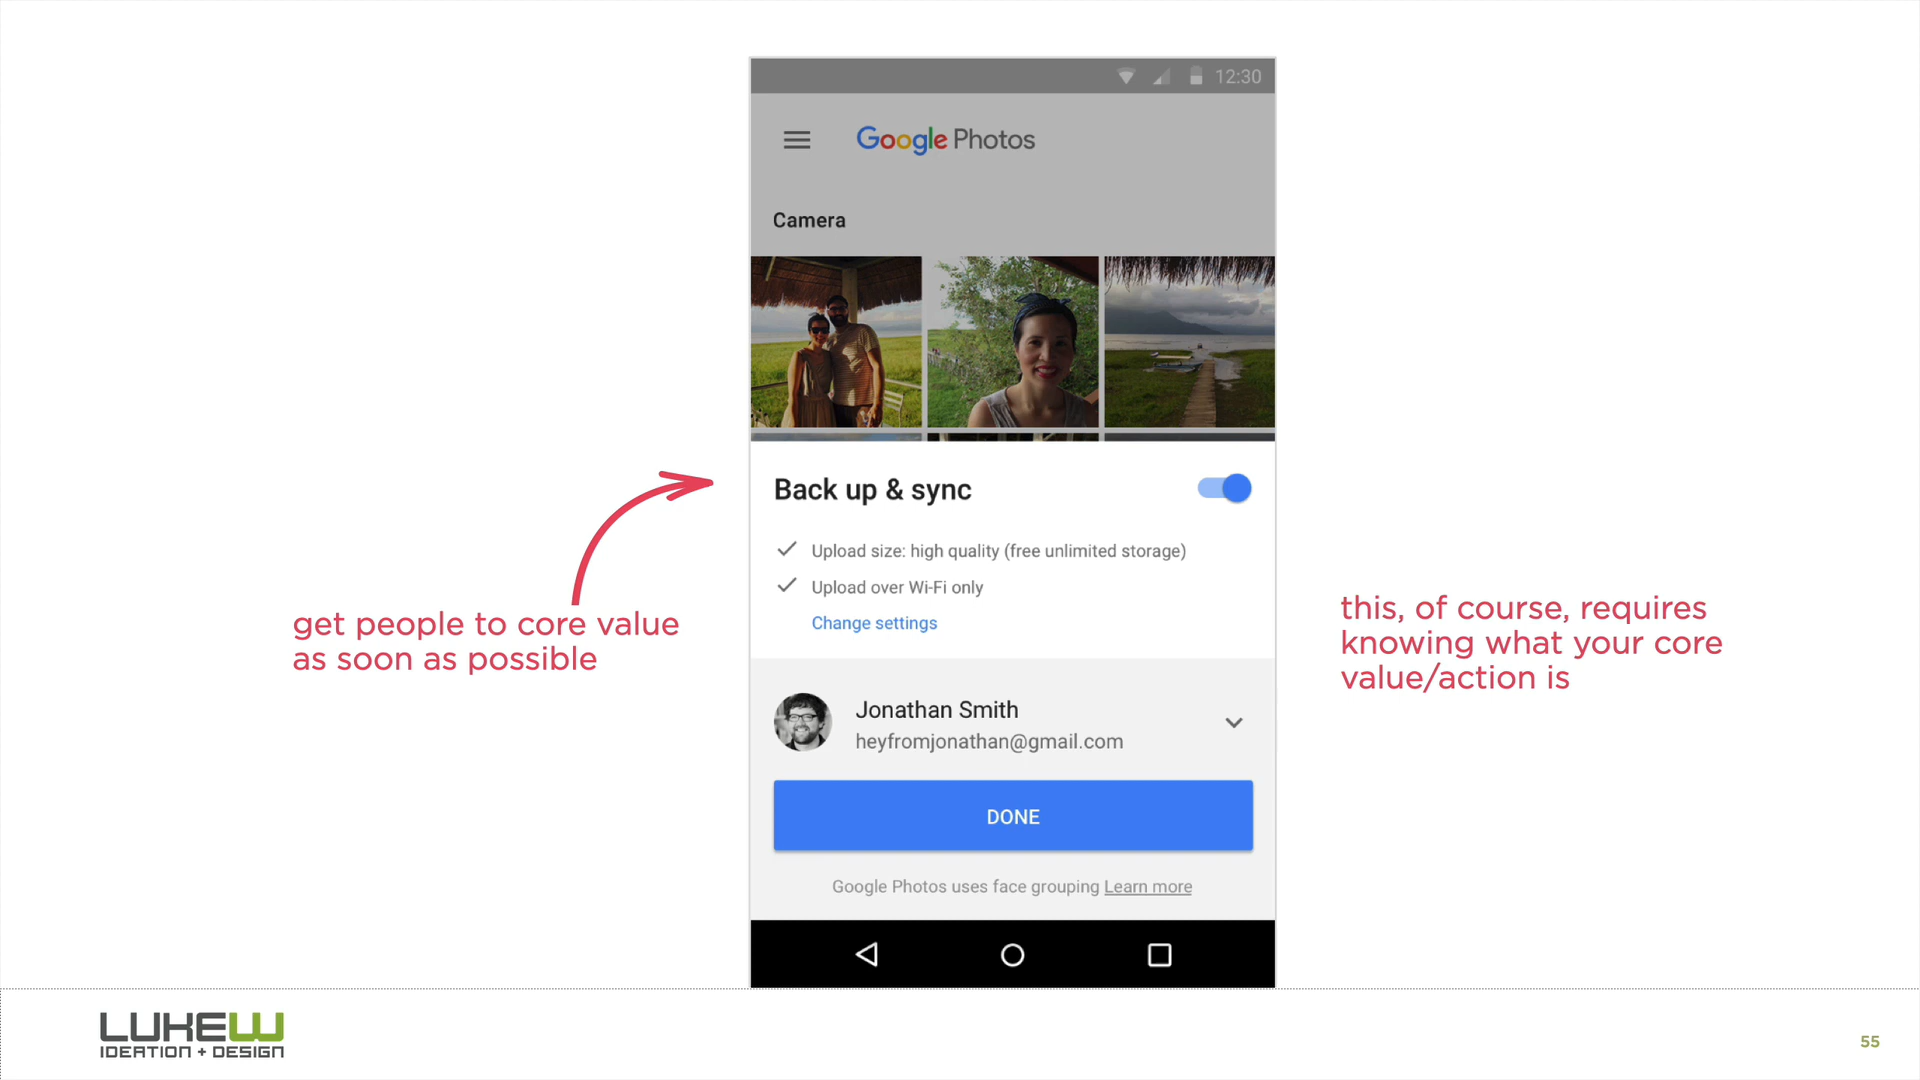 12:30
Google Photos
Camera
Back up & sync
Upload size: high quality (free unlimited storage)
Upload over Wi-Fi only
Change settings
get people to core value
as soon as possible
this, of course, requires
knowing what your core
value/action is
Jonathan Smith
heyfromjonathan@gmail.com
DONE
Google Photos uses face grouping Learn more
LUKEW
IDEATION + DESIGN
55